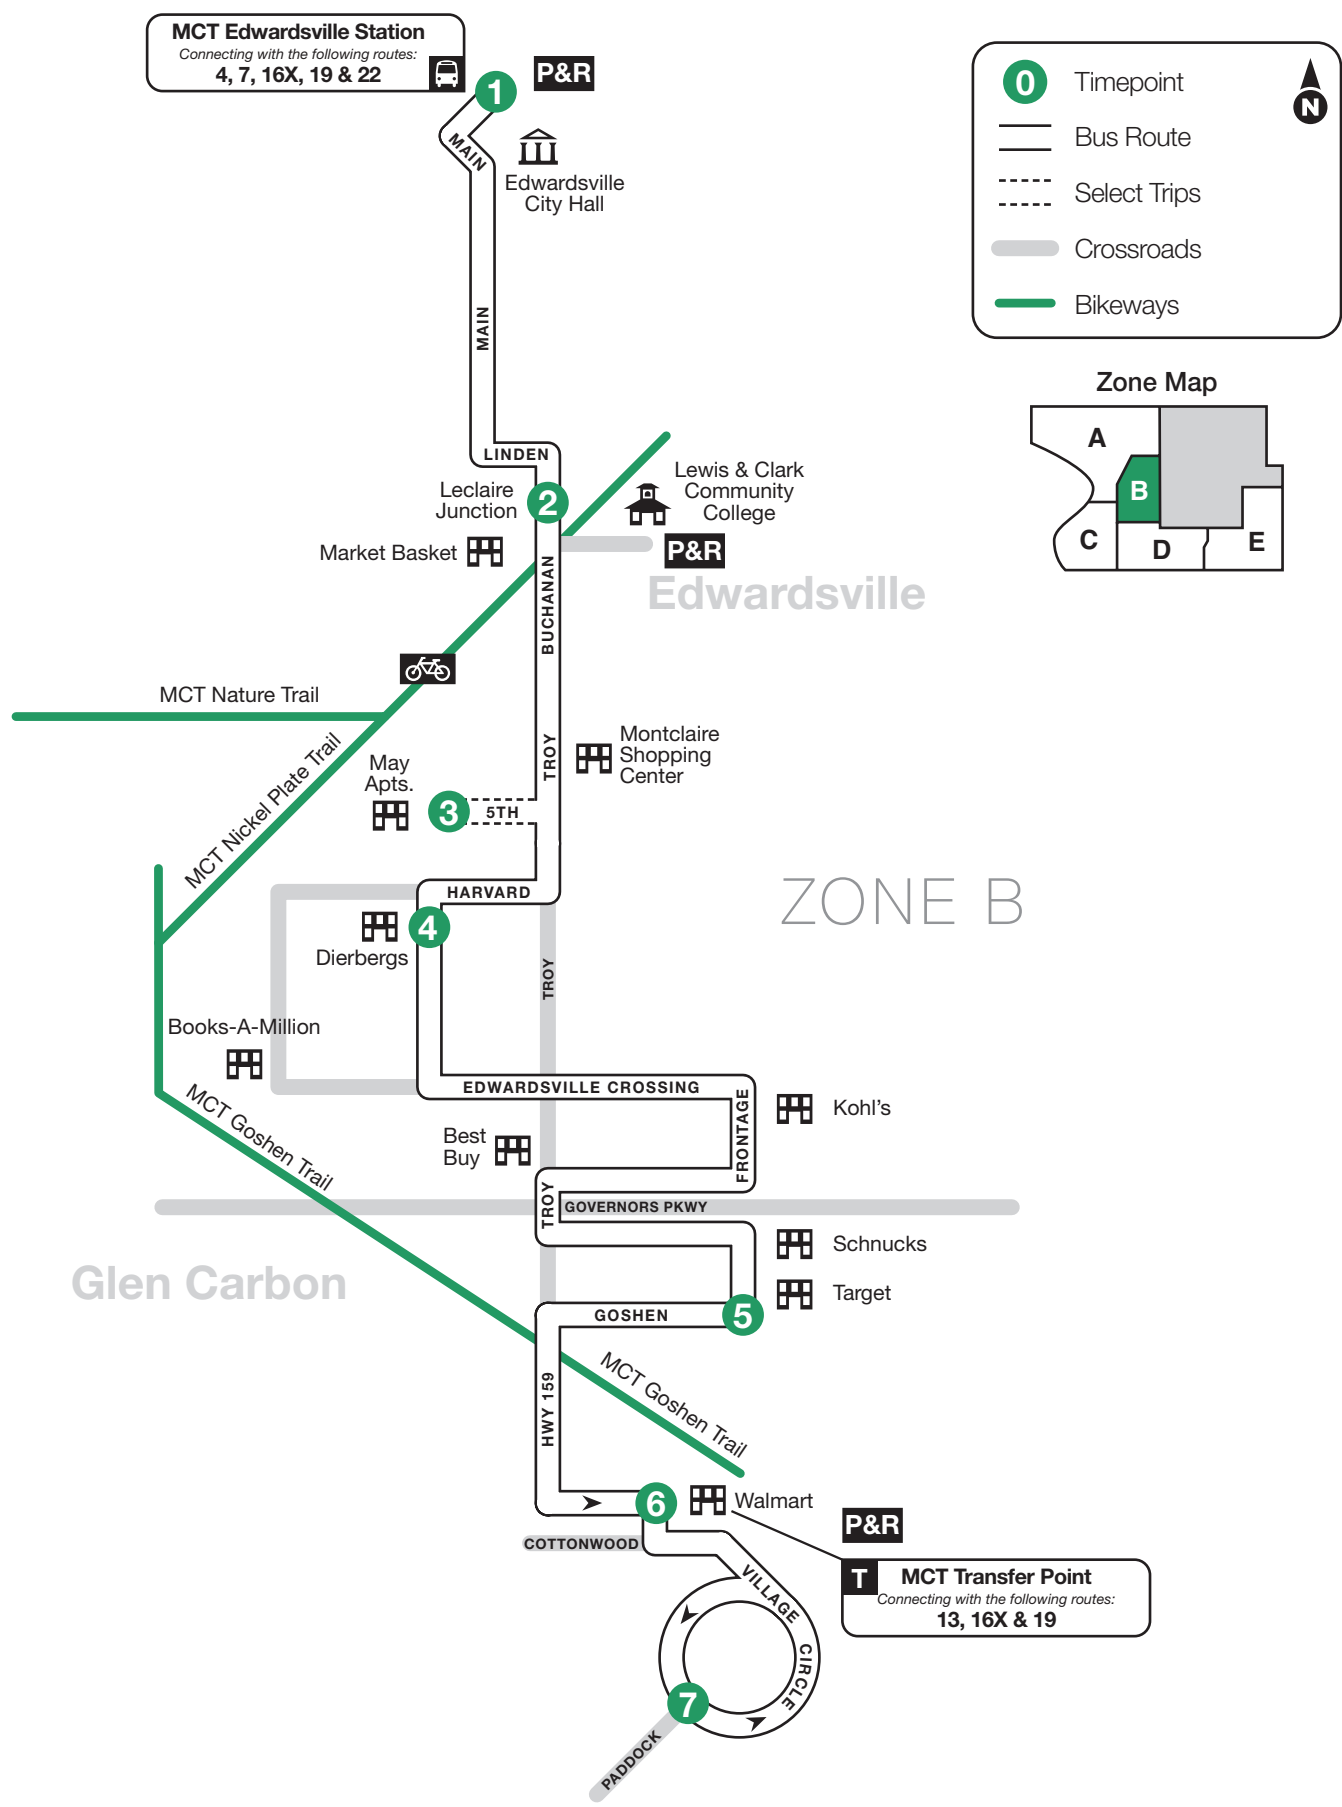 MCT Edwardsville Station
Connecting with the following routes:
4, 7, 16X, 19 & 22
1
P&R
MAIN
Edwardsville
City Hall
MAIN
LINDEN
Leclaire
Junction
2
Lewis & Clark
Community
College
Market Basket
P&R
BUCHANAN
Edwardsville
MCT Nature Trail
MCT Nickel Plate Trail
TROY
Montclaire
Shopping
Center
May
Apts.
3
5TH
HARVARD
ZONE B
4
Dierbergs
TROY
Books-A-Million
EDWARDSVILLE CROSSING
FRONTAGE
Kohl's
MCT Goshen Trail
Best
Buy
TROY
GOVERNORS PKWY
Schnucks
Glen Carbon
Target
GOSHEN
5
HWY 159
MCT Goshen Trail
6
Walmart
COTTONWOOD
P&R
T
MCT Transfer Point
Connecting with the following routes:
13, 16X & 19
VILLAGE CIRCLE
7
PADDOCK
0
Timepoint
N
Bus Route
Select Trips
Crossroads
Bikeways
Zone Map
A
B
C
D
E